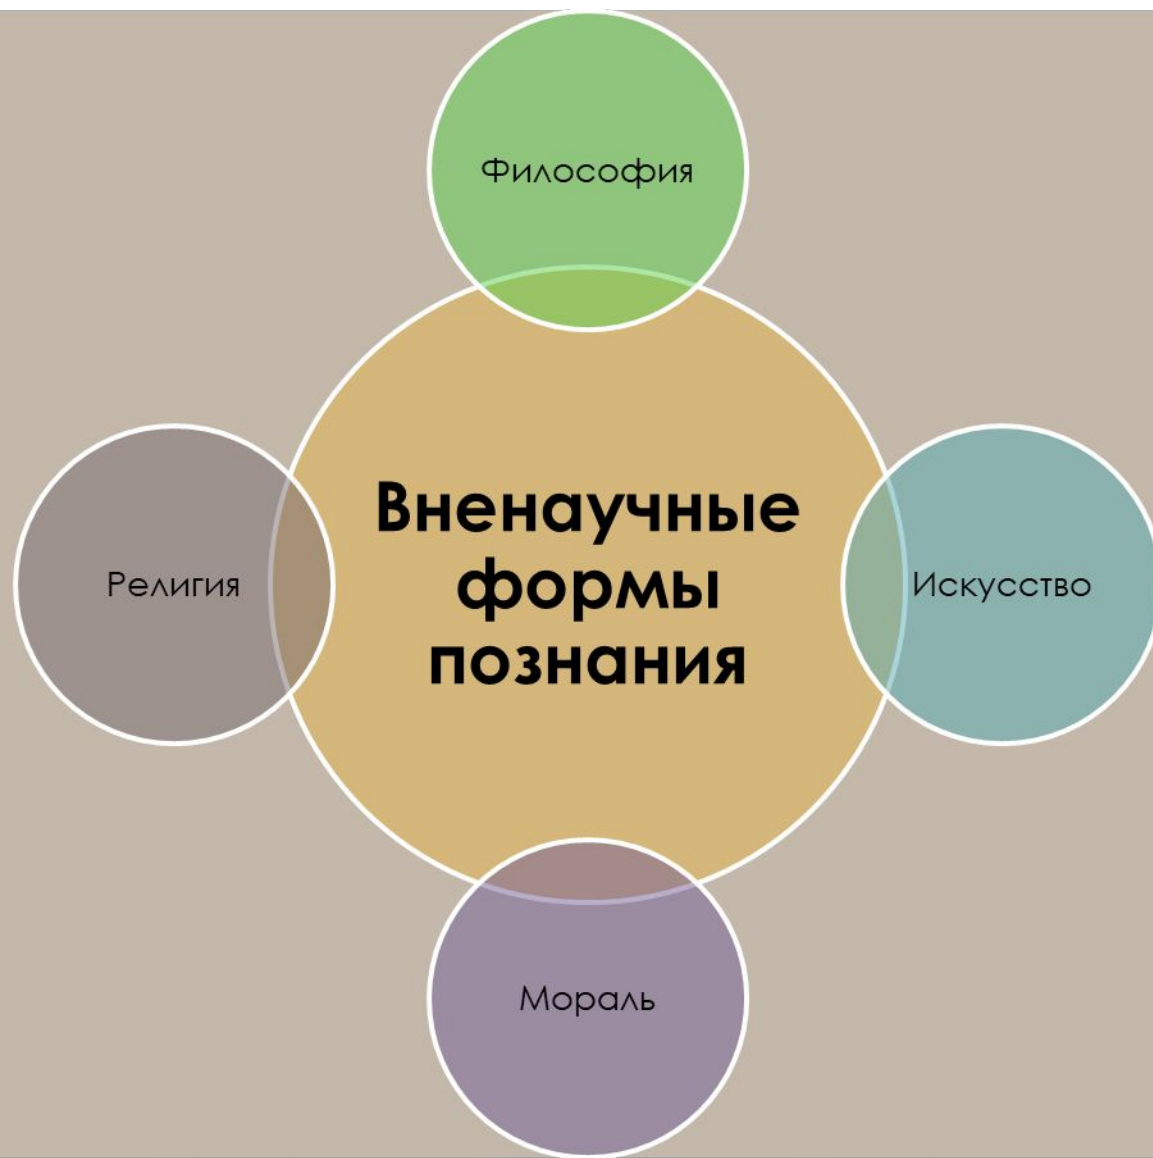 Философия
Вненаучные
формы
познания
Религия
Искусство
Мораль